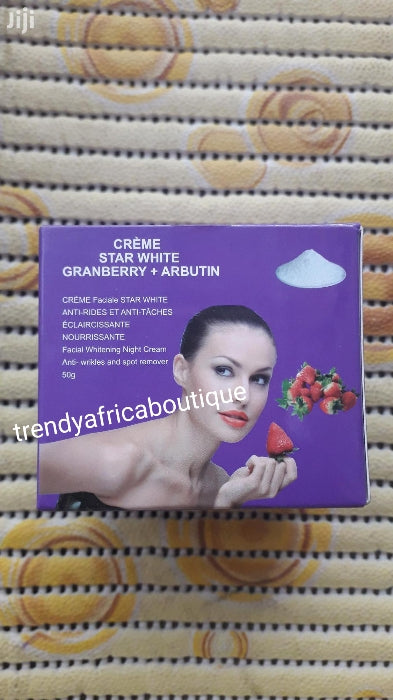 Jiji
CRÈME
STAR WHITE
GRANBERRY + ARBUTIN
CRÈME Faciale STAR WHITE
ANTI-RIDES ET ANTI-TÂCHES
ÉCLAIRCISSANTE
NOURRISSANTE
Facial Whitening Night Cream
Anti- wrikles and spot remover
50g
trendyafricaboutique